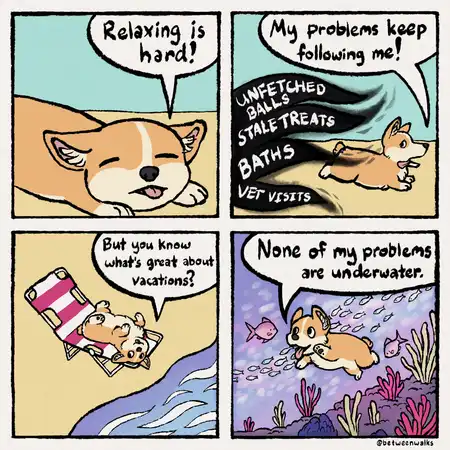 Relaxing is
hard!
My problems keep
following me!
UNFETCHED
BALLS
STALE TREATS
BATHS
VET VISITS
But you know
what's great about
vacations?
None of my problems
are underwater.
@betweenwalks